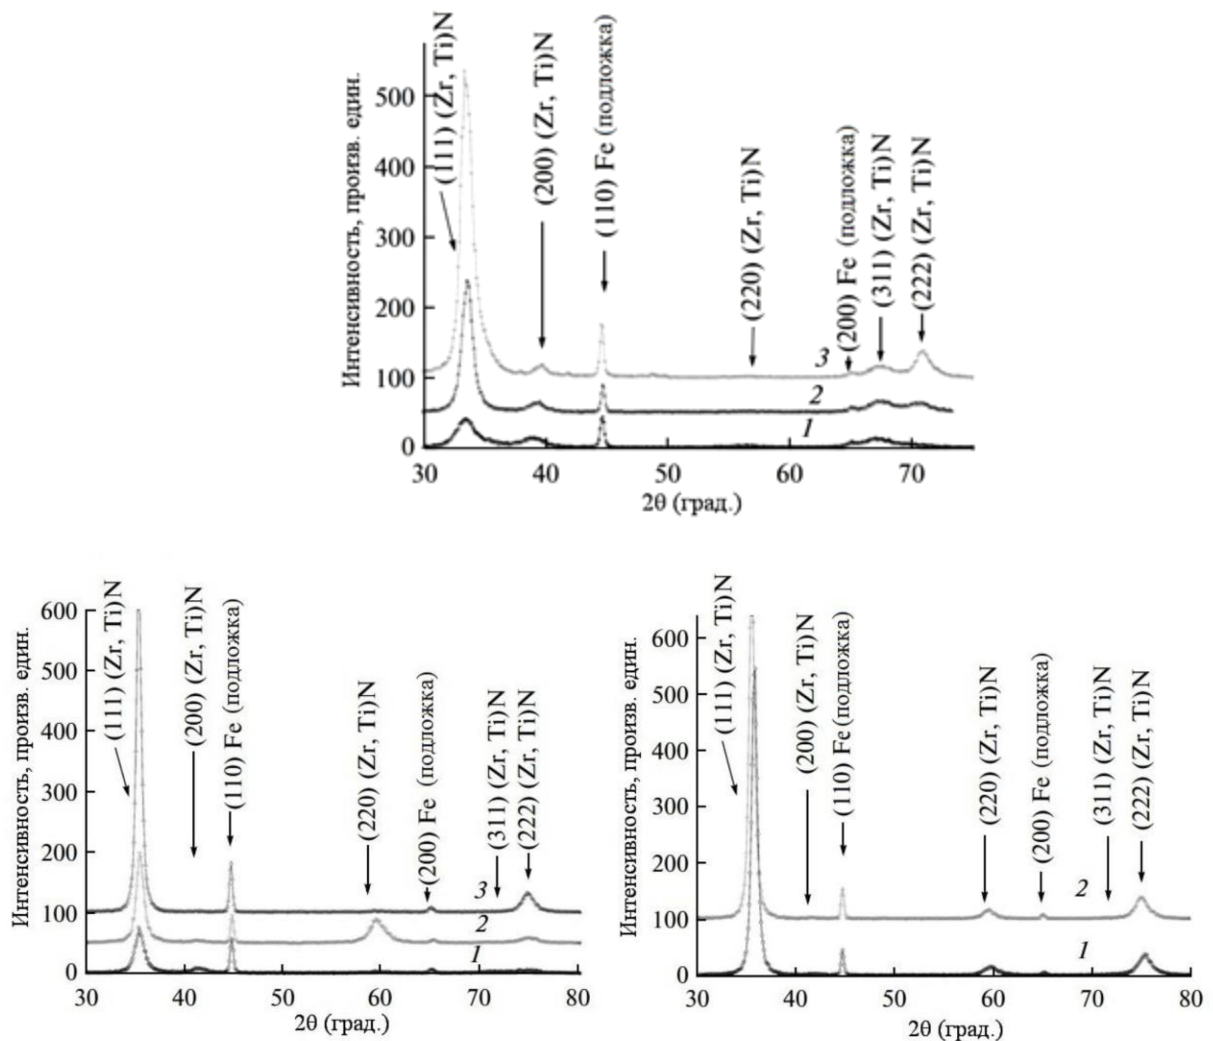 Интенсивность, произв. един.
500
400
300
200
100
0
(111) (Zr, Ti)N
(200) (Zr, Ti)N
(110) Fe (подложка)
(220) (Zr, Ti)N
(200) Fe (подложка)
(311) (Zr, Ti)N
(222) (Zr, Ti)N
3
2
1
30 40 50 60 70
2θ (град.)
Интенсивность, произв. един.
600
500
400
300
200
100
0
(111) (Zr, Ti)N
(200) (Zr, Ti)N
(110) Fe (подложка)
(220) (Zr, Ti)N
(200) Fe (подложка)
(311) (Zr, Ti)N
(222) (Zr, Ti)N
3
2
1
30 40 50 60 70 80
2θ (град.)
Интенсивность, произв. един.
600
500
400
300
200
100
0
(111) (Zr, Ti)N
(200) (Zr, Ti)N
(110) Fe (подложка)
(220) (Zr, Ti)N
(200) Fe (подложка)
(311) (Zr, Ti)N
(222) (Zr, Ti)N
2
1
30 40 50 60 70 80
2θ (град.)